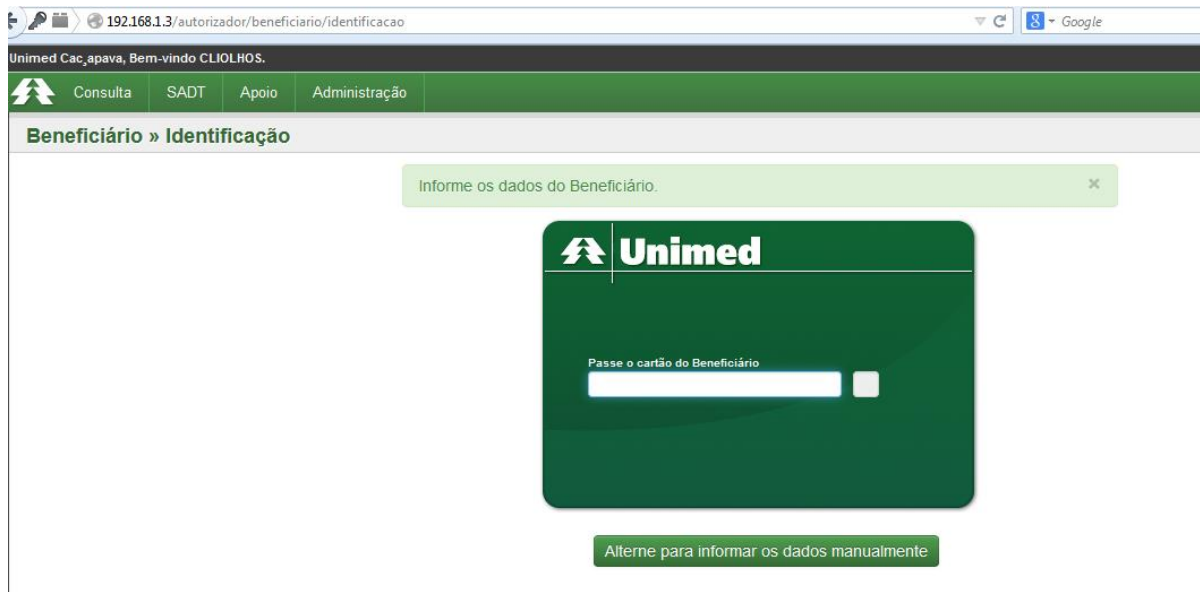 192.168.1.3/autorizador/beneficiario/identificacao
8 Google
Unimed Cac¸apava, Bem-vindo CLIOLHOS.
Consulta SADT Apoio Administração
Beneficiário » Identificação
Informe os dados do Beneficiário. ×
Unimed
Passe o cartão do Beneficiário
Alterne para informar os dados manualmente